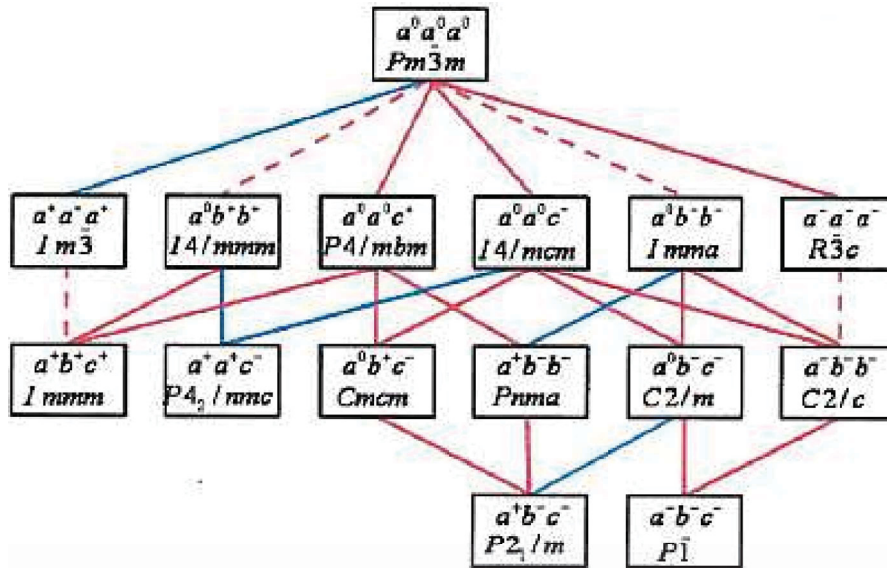 a⁰a⁰a⁰
Pm3̄m
a⁺a⁺a⁺
Im3̄
a⁰b⁺b⁺
I4/mmm
a⁰a⁰c⁺
P4/mbm
a⁰a⁰c⁻
I4/mcm
a⁰b⁻b⁻
Imma
a⁻a⁻a⁻
R3̄c
a⁺b⁺c⁺
Immm
a⁺a⁺c⁻
P4₂/nmc
a⁰b⁺c⁻
Cmcm
a⁺b⁻b⁻
Pnma
a⁰b⁻c⁻
C2/m
a⁻b⁻b⁻
C2/c
a⁺b⁻c⁻
P2₁/m
a⁻b⁻c⁻
P1̄